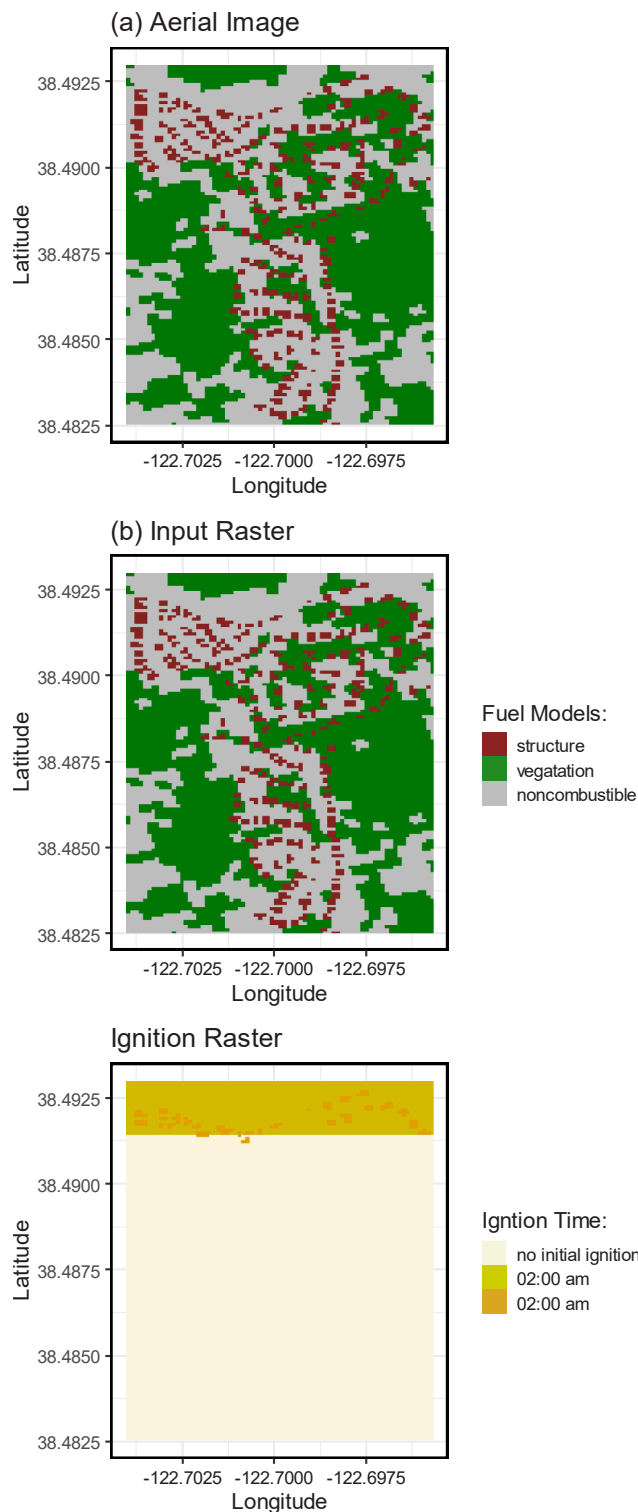 (a) Aerial Image
38.4925
38.4900
38.4875
38.4850
38.4825
Latitude
-122.7025 -122.7000 -122.6975
Longitude
(b) Input Raster
38.4925
38.4900
38.4875
38.4850
38.4825
Latitude
-122.7025 -122.7000 -122.6975
Longitude
Fuel Models:
structure
vegatation
noncombustible
Ignition Raster
38.4925
38.4900
38.4875
38.4850
38.4825
Latitude
-122.7025 -122.7000 -122.6975
Longitude
Igntion Time:
no initial ignition
02:00 am
02:00 am